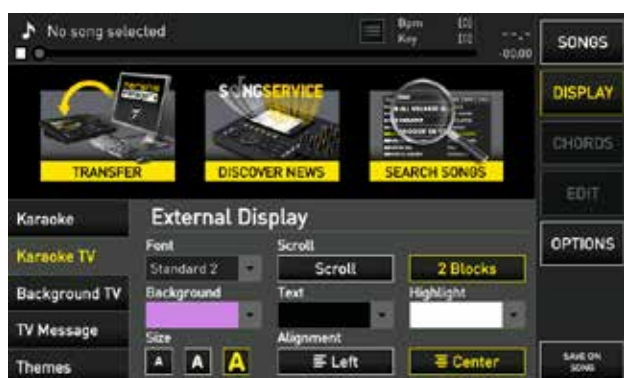 No song selected
Bpm [0]
Key [0]
--.-
-00.00
SONGS
DISPLAY
CHORDS
EDIT
OPTIONS
SAVE ON
SONG
SONGSERVICE
TRANSFER
DISCOVER NEWS
SEARCH SONGS
Karaoke
Karaoke TV
Background TV
TV Message
Themes
External Display
Font
Scroll
Standard 2
Scroll
2 Blocks
Background
Text
Highlight
Size
Alignment
A A A
Left
Center